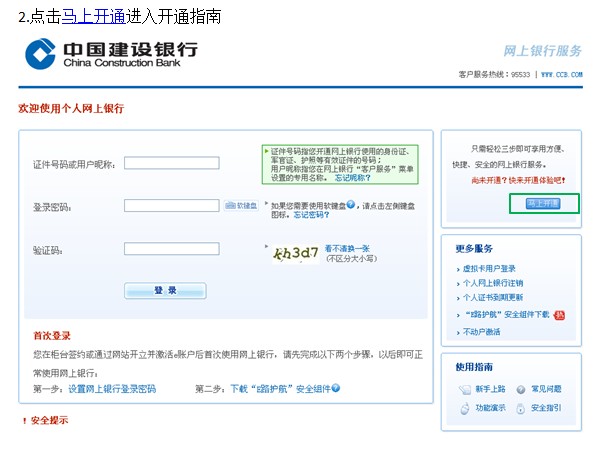 2.点击马上开通进入开通指南
中国建设银行
China Construction Bank
网上银行服务
客户服务热线：95533 | WWW.CCB.COM
欢迎使用个人网上银行
证件号码或用户昵称：
证件号码指您开通网上银行使用的身份证、
军官证、护照等有效证件的号码；
用户昵称指您在网上银行“客户服务”菜单
设置的专用名称。 忘记昵称？
登录密码：
软键盘
如果您需要使用软键盘，请点击左侧键盘
图标。忘记密码？
验证码：
kh3d7
看不清换一张
(不区分大小写)
登 录
首次登录
您在柜台签约或通过网站开立并激活e账户后首次使用网上银行，请先完成以下两个步骤，以后即可正
常使用网上银行：
第一步：设置网上银行登录密码
第二步：下载“E路护航”安全组件
！安全提示
只需轻松三步即可享用方便、
快捷、安全的网上银行服务。
尚未开通？快来开通体验吧！
马上开通
更多服务
虚拟卡用户登录
个人网上银行注销
个人证书到期更新
“E路护航”安全组件下载 热
不动户激活
使用指南
新手上路
常见问题
功能演示
安全指引